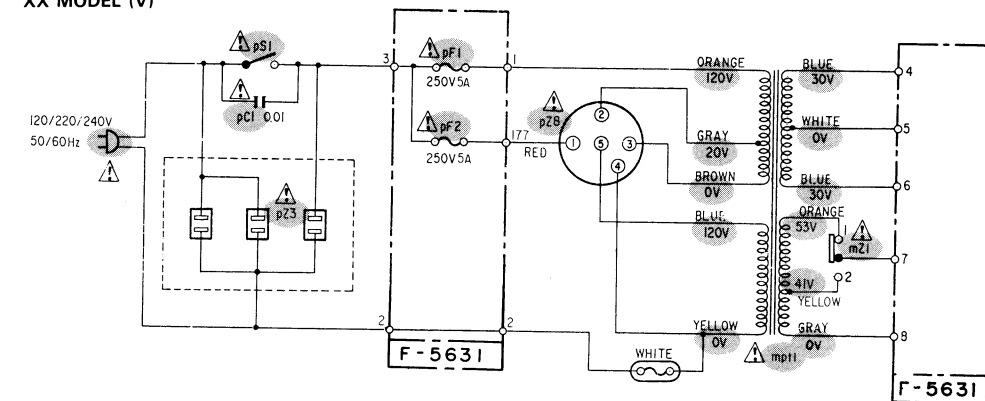 XX MODEL (V)
pS1
pC1 0.01
120/220/240V
50/60Hz
pZ3
3
pF1
250V5A
1
pF2
250V5A
177
RED
2
2
F-5631
pZ8
1
2
3
4
5
ORANGE
120V
GRAY
20V
BROWN
0V
BLUE
120V
YELLOW
0V
WHITE
mpt1
BLUE
30V
WHITE
0V
BLUE
30V
ORANGE
53V
1
mZ1
2
41V
YELLOW
GRAY
0V
4
5
6
7
8
F-5631